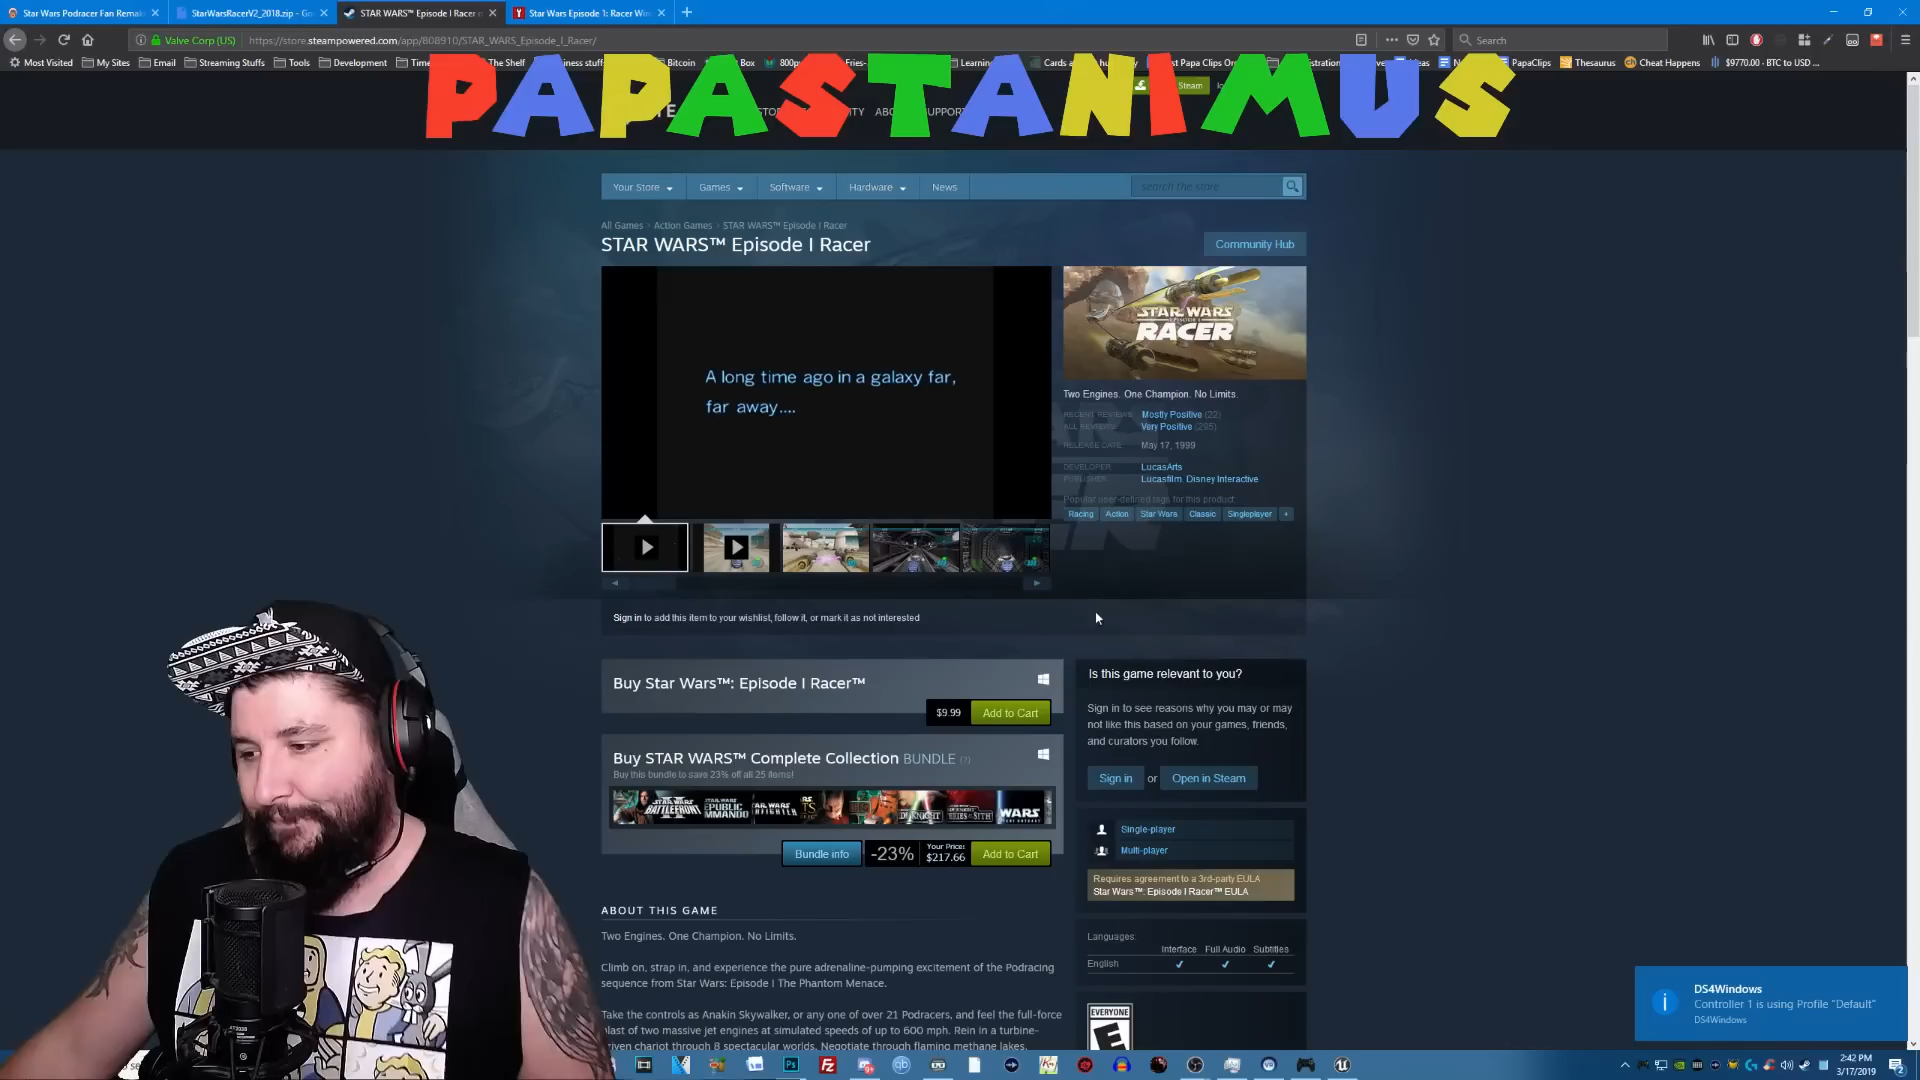 Star Wars Podracer Fan Remak
StarWarsRacerV2_2018.zip - Go
STAR WARS™ Episode I Racer
Star Wars Episode 1: Racer Win
Valve Corp (US)
https://store.steampowered.com/app/808910/STAR_WARS_Episode_I_Racer/
Search
Most Visited
My Sites
Email
Streaming Stuffs
Tools
Development
The Shelf
Bitcoin
Box
Learning
PapaClips
Thesaurus
Cheat Happens
$9770.00 - BTC to USD ...
PAPASTANIMUS
Steam
Your Store
Games
Software
Hardware
News
search the store
All Games > Action Games > STAR WARS™ Episode I Racer
STAR WARS™ Episode I Racer
Community Hub
A long time ago in a galaxy far,
far away....
STAR WARS
EPISODE I
RACER
Two Engines. One Champion. No Limits.
RECENT REVIEWS: Mostly Positive (22)
ALL REVIEWS: Very Positive (295)
RELEASE DATE: May 17, 1999
DEVELOPER: LucasArts
PUBLISHER: Lucasfilm, Disney Interactive
Popular user-defined tags for this product:
Racing Action Star Wars Classic Singleplayer +
Sign in to add this item to your wishlist, follow it, or mark it as not interested
Buy Star Wars™: Episode I Racer™
$9.99
Add to Cart
Buy STAR WARS™ Complete Collection BUNDLE (?)
Buy this bundle to save 23% off all 25 items!
Bundle info
-23%
Your Price:
$217.66
Add to Cart
Is this game relevant to you?
Sign in to see reasons why you may or
may not like this based on your games, friends,
and curators you follow.
Sign in or Open in Steam
Single-player
Multi-player
Requires agreement to a 3rd-party EULA
Star Wars™: Episode I Racer™ EULA
Languages:
Interface Full Audio Subtitles
English ✔ ✔ ✔
EVERYONE
E
ABOUT THIS GAME
Two Engines. One Champion. No Limits.
Climb on, strap in, and experience the pure adrenaline-pumping excitement of the Podracing
sequence from Star Wars: Episode I The Phantom Menace.
Take the controls as Anakin Skywalker, or any one of over 21 Podracers, and feel the full-force
blast of two massive jet engines at simulated speeds of up to 600 mph. Rein in a turbine-
driven chariot through 8 spectacular worlds. Negotiate through flaming methane lakes,
DS4Windows
Controller 1 is using Profile "Default"
DS4Windows
2:42 PM
3/17/2019